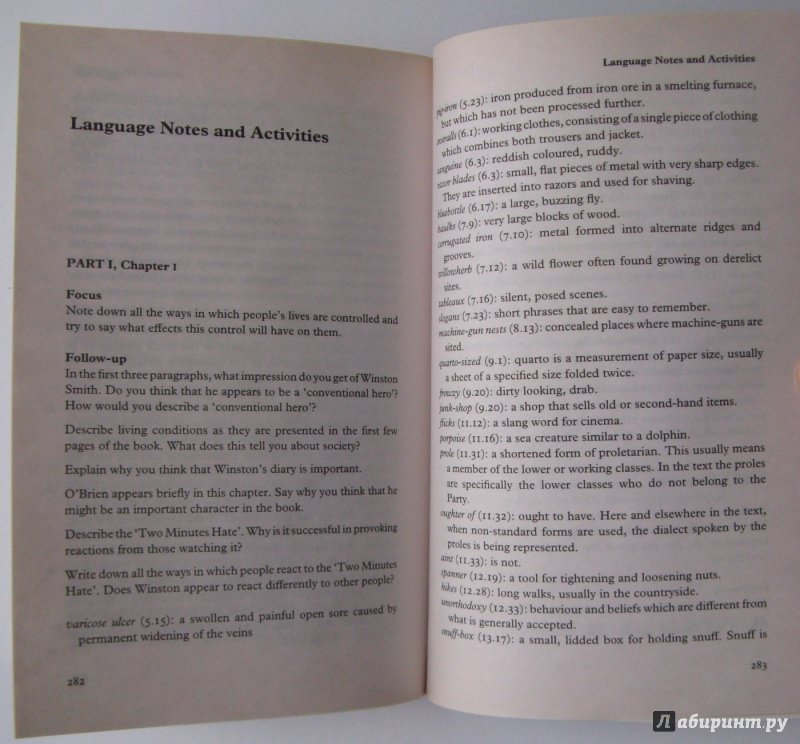 Language Notes and Activities
PART I, Chapter 1
Focus
Note down all the ways in which people's lives are controlled and
try to say what effects this control will have on them.
Follow-up
In the first three paragraphs, what impression do you get of Winston
Smith. Do you think that he appears to be a 'conventional hero'?
How would you describe a 'conventional hero'?
Describe living conditions as they are presented in the first few
pages of the book. What does this tell you about society?
Explain why you think that Winston's diary is important.
O'Brien appears briefly in this chapter. Say why you think that he
might be an important character in the book.
Describe the 'Two Minutes Hate'. Why is it successful in provoking
reactions from those watching it?
Write down all the ways in which people react to the 'Two Minutes
Hate'. Does Winston appear to react differently to other people?
varicose ulcer (5.15): a swollen and painful open sore caused by
permanent widening of the veins
282
Language Notes and Activities
pig-iron (5.23): iron produced from iron ore in a smelting furnace,
but which has not been processed further.
overalls (6.1): working clothes, consisting of a single piece of clothing
which combines both trousers and jacket.
sanguine (6.3): reddish coloured, ruddy.
razor blades (6.3): small, flat pieces of metal with very sharp edges.
They are inserted into razors and used for shaving.
bluebottle (6.17): a large, buzzing fly.
baulks (7.9): very large blocks of wood.
corrugated iron (7.10): metal formed into alternate ridges and
grooves.
willowherb (7.12): a wild flower often found growing on derelict
sites.
tableaux (7.16): silent, posed scenes.
slogans (7.23): short phrases that are easy to remember.
machine-gun nests (8.13): concealed places where machine-guns are
sited.
quarto-sized (9.1): quarto is a measurement of paper size, usually
a sheet of a specified size folded twice.
frowzy (9.20): dirty looking, drab.
junk-shop (9.20): a shop that sells old or second-hand items.
flicks (11.12): a slang word for cinema.
porpoise (11.16): a sea creature similar to a dolphin.
prole (11.31): a shortened form of proletarian. This usually means
a member of the lower or working classes. In the text the proles
are specifically the lower classes who do not belong to the
Party.
oughter of (11.32): ought to have. Here and elsewhere in the text,
when non-standard forms are used, the dialect spoken by the
proles is being represented.
aint (11.33): is not.
spanner (12.19): a tool for tightening and loosening nuts.
hikes (12.28): long walks, usually in the countryside.
unorthodoxy (12.33): behaviour and beliefs which are different from
what is generally accepted.
snuff-box (13.17): a small, lidded box for holding snuff. Snuff is
283
Лабиринт.ру